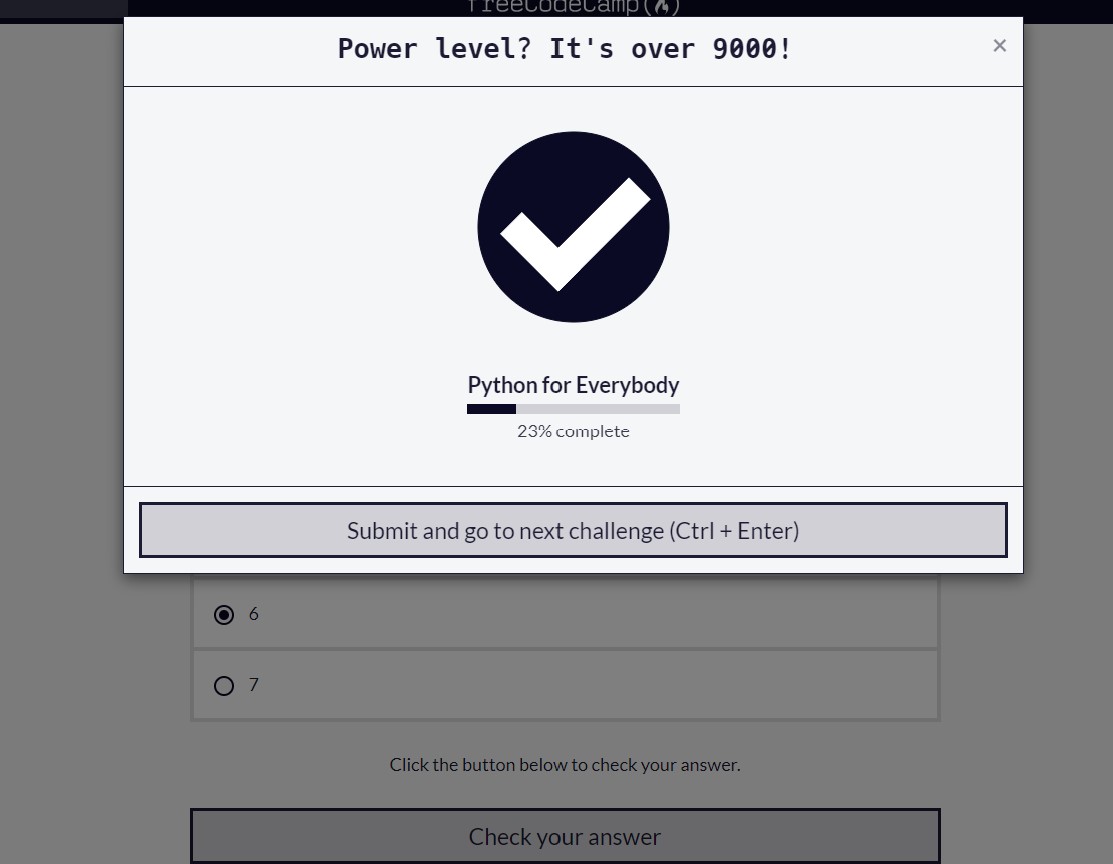 freeCodeCamp
Power level? It's over 9000!
×
Python for Everybody
23% complete
Submit and go to next challenge (Ctrl + Enter)
6
7
Click the button below to check your answer.
Check your answer